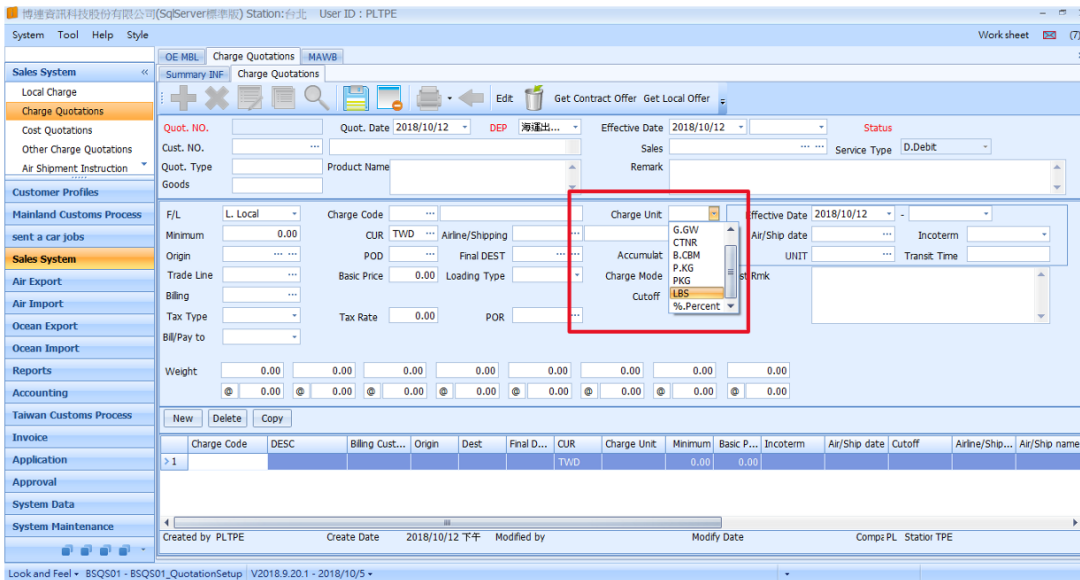 博達資訊科技股份有限公司(SqlServer標準版) Station:台北 User ID : PLTPE
System Tool Help Style Work sheet (7)
OE MBL Charge Quotations MAWB
Sales System «
Local Charge
Charge Quotations
Cost Quotations
Other Charge Quotations
Air Shipment Instruction
Customer Profiles
Mainland Customs Process
sent a car jobs
Sales System
Air Export
Air Import
Ocean Export
Ocean Import
Reports
Accounting
Taiwan Customs Process
Invoice
Application
Approval
System Data
System Maintenance
Summary INF Charge Quotations
Edit Get Contract Offer Get Local Offer
Quot. NO. Quot. Date 2018/10/12 DEP 海運出... Effective Date 2018/10/12 Status
Cust. NO. Sales Service Type D.Debit
Quot. Type Product Name Remark
Goods
F/L L. Local Charge Code Charge Unit Effective Date 2018/10/12 -
Minimum 0.00 CUR TWD Airline/Shipping Air/Ship date Incoterm
Origin POD Final DEST Accumulat UNIT Transit Time
Trade Line Basic Price 0.00 Loading Type Charge Mode st Rmk
Biling Cutoff
Tax Type Tax Rate 0.00 POR
Bill/Pay to
G.GW
CTNR
B.CBM
P.KG
PKG
LBS
%.Percent
Weight 0.00 0.00 0.00 0.00 0.00 0.00 0.00 0.00
@ 0.00 @ 0.00 @ 0.00 @ 0.00 @ 0.00 @ 0.00 @ 0.00 @ 0.00
New Delete Copy
Charge Code DESC Biling Cust... Origin Dest Final D... CUR Charge Unit Minimum Basic P... Incoterm Air/Ship date Cutoff Airline/Ship... Air/Ship name
>1 TWD 0.00 0.00
Created by PLTPE Create Date 2018/10/12 下午 Modified by Modify Date Compa PL Station TPE
Look and Feel BSQS01 - BSQS01_QuotationSetup V2018.9.20.1 - 2018/10/5